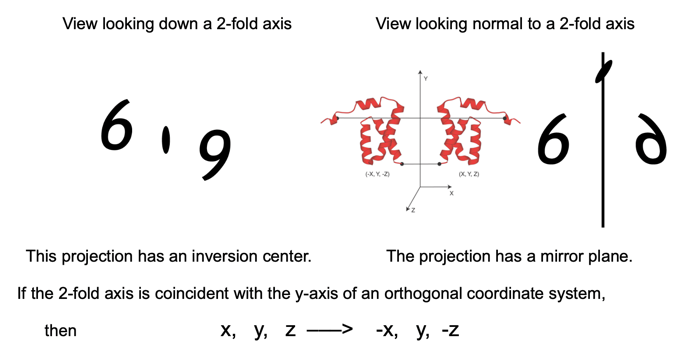 View looking down a 2-fold axis
View looking normal to a 2-fold axis
6 9
Y
6 6
(-X, Y, -Z)
(X, Y, Z)
X
Z
This projection has an inversion center.
The projection has a mirror plane.
If the 2-fold axis is coincident with the y-axis of an orthogonal coordinate system,
then x, y, z ——> -x, y, -z